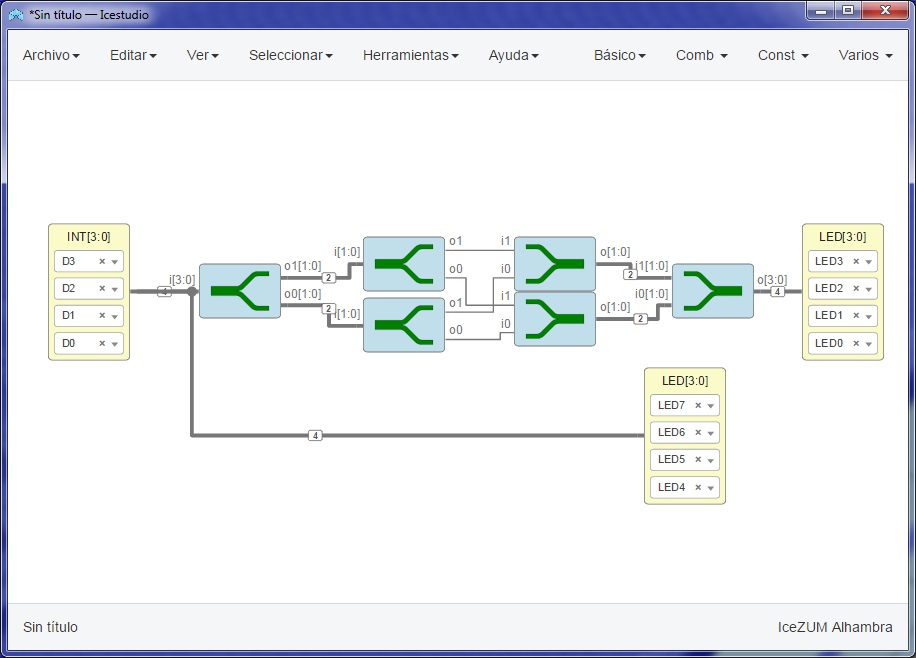 *Sin título — Icestudio
Archivo Editar Ver Seleccionar Herramientas Ayuda Básico Comb Const Varios
INT[3:0]
D3
D2
D1
D0
i[3:0]
4
o1[1:0]
2
o0[1:0]
2
i[1:0]
o1
o0
i[1:0]
o1
o0
i1
i0
o[1:0]
2
i1
i0
o[1:0]
2
i1[1:0]
i0[1:0]
o[3:0]
4
LED[3:0]
LED3
LED2
LED1
LED0
4
LED[3:0]
LED7
LED6
LED5
LED4
Sin título IceZUM Alhambra